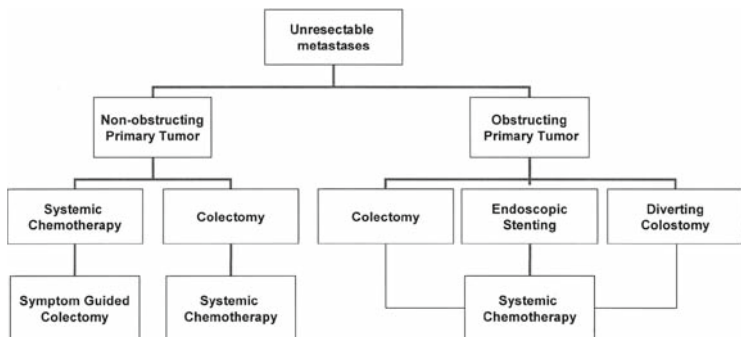 Unresectable
metastases
Non-obstructing
Primary Tumor
Obstructing
Primary Tumor
Systemic
Chemotherapy
Colectomy
Colectomy
Endoscopic
Stenting
Diverting
Colostomy
Symptom Guided
Colectomy
Systemic
Chemotherapy
Systemic
Chemotherapy